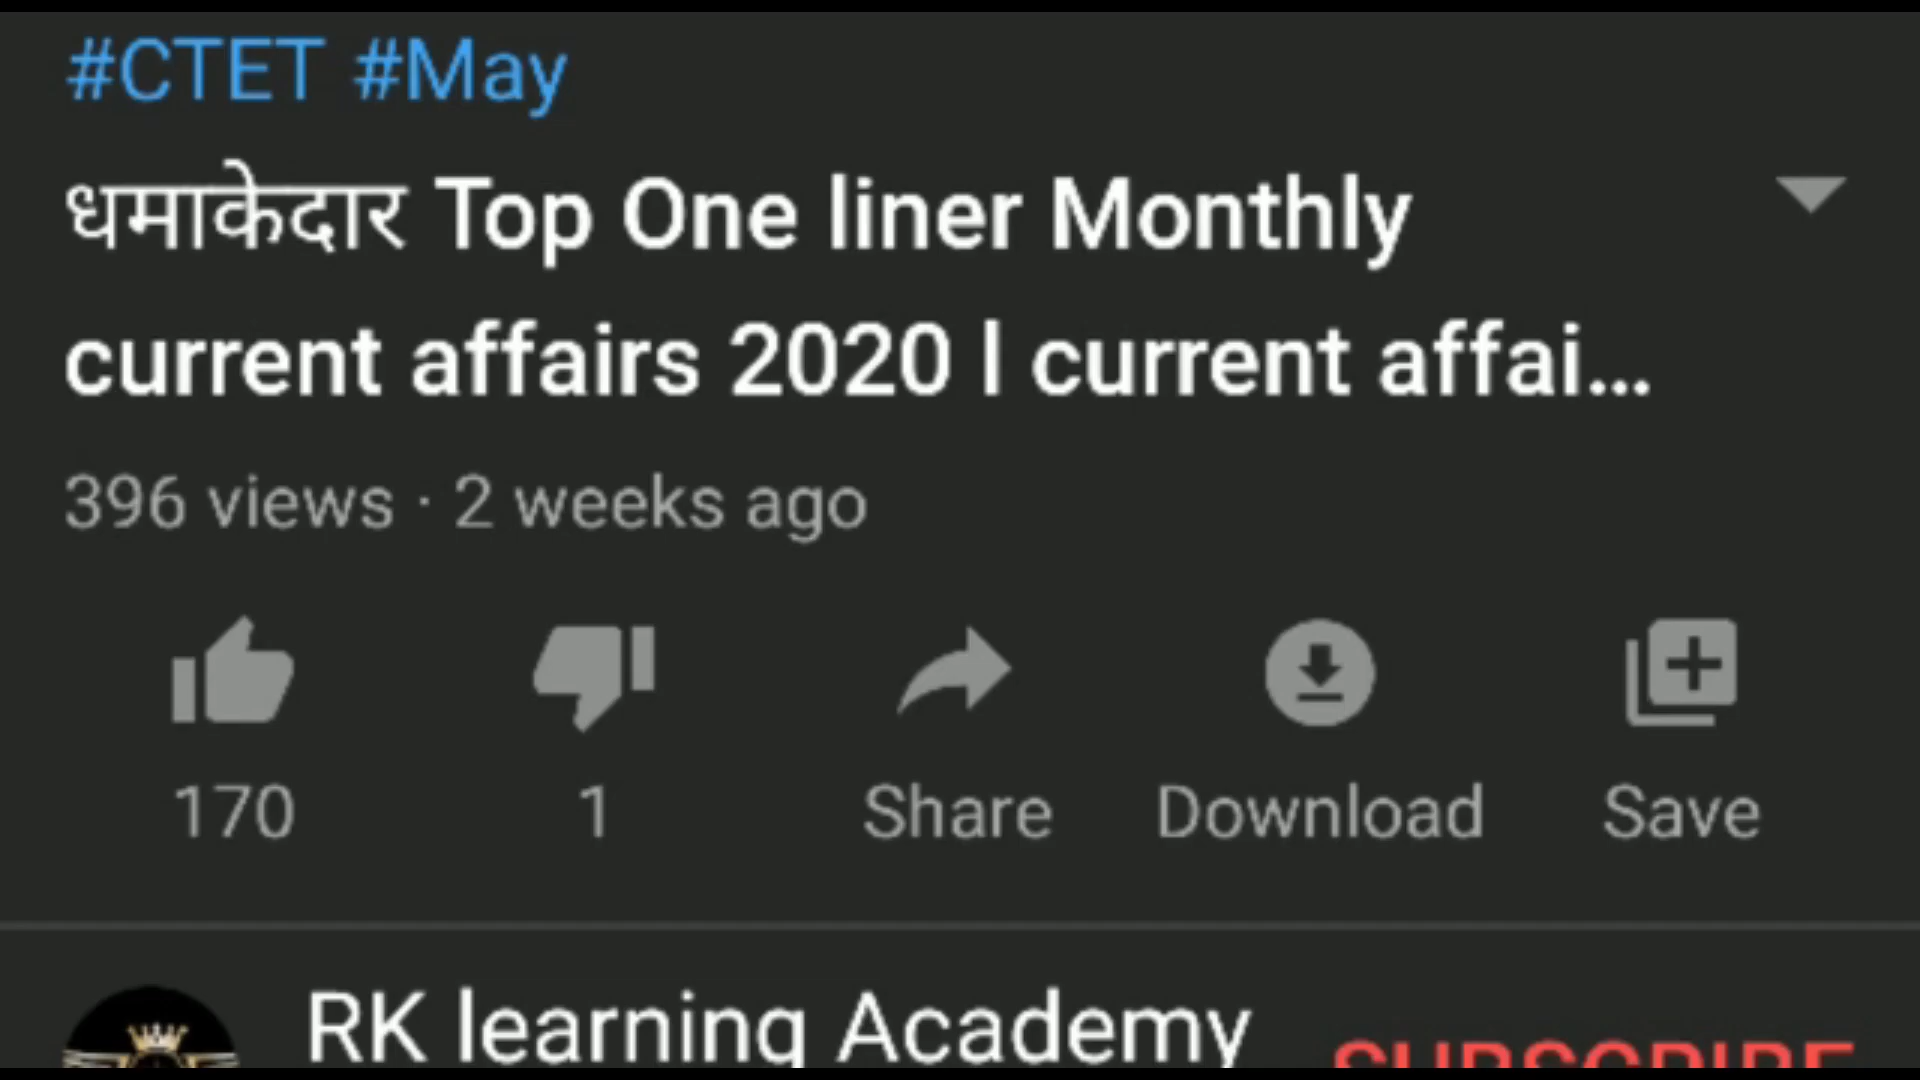 #CTET #May
धमाकेदार Top One liner Monthly
current affairs 2020 l current affai...
396 views · 2 weeks ago
170 1 Share Download Save
RK learning Academy SUBSCRIBE